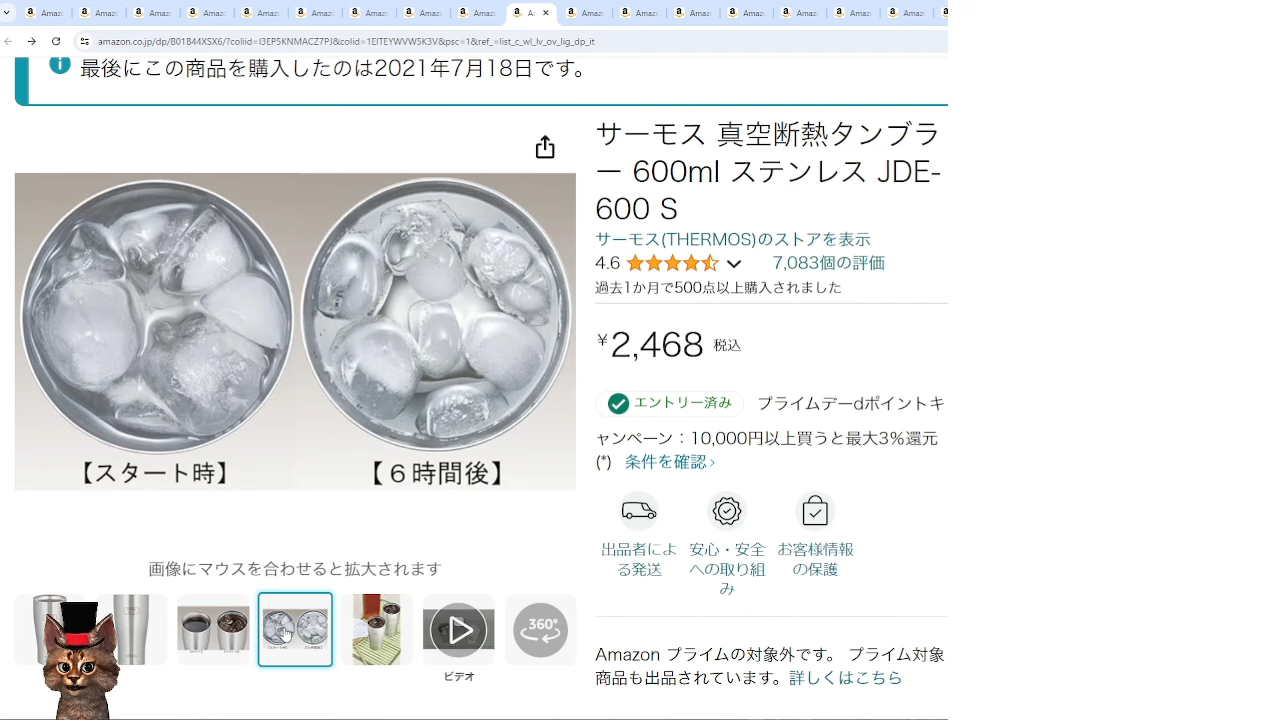 amazon.co.jp/dp/B01B44XSX6/?coliid=I3EP5KNMACZ7PJ&colid=1EITEYWVW5K3V&psc=1&ref_=list_c_wl_lv_ov_lig_dp_it
最後にこの商品を購入したのは2021年7月18日です。
サーモス 真空断熱タンブラ
ー 600ml ステンレス JDE-
600 S
サーモス(THERMOS)のストアを表示
4.6 7,083個の評価
過去1か月で500点以上購入されました
¥2,468 税込
エントリー済み プライムデーdポイントキ
ャンペーン：10,000円以上買うと最大3%還元
(*) 条件を確認 ›
出品者によ
る発送
安心・安全
への取り組
み
お客様情報
の保護
Amazon プライムの対象外です。 プライム対象
商品も出品されています。詳しくはこちら
【スタート時】
【６時間後】
画像にマウスを合わせると拡大されます
360°
ビデオ